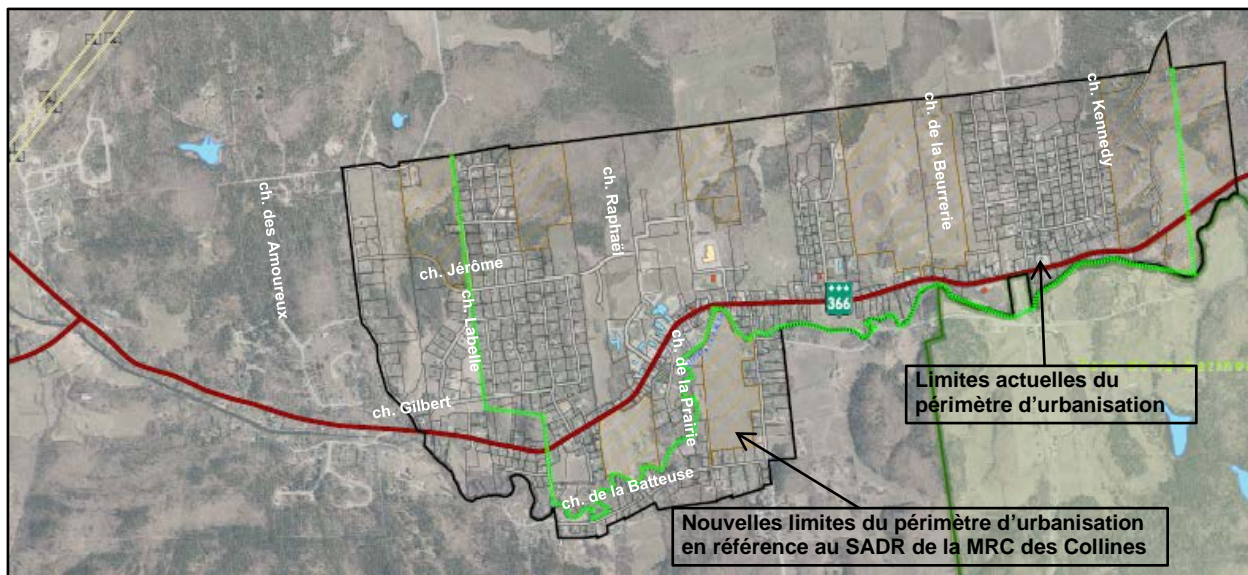 ch. Kennedy
ch. de la Beurrerie
ch. Raphaël
ch. des Amoureux
ch. Jérôme
ch. Labelle
366
ch. de la Prairie
ch. Gilbert
Limites actuelles du
périmètre d'urbanisation
ch. de la Batteuse
Nouvelles limites du périmètre d'urbanisation
en référence au SADR de la MRC des Collines